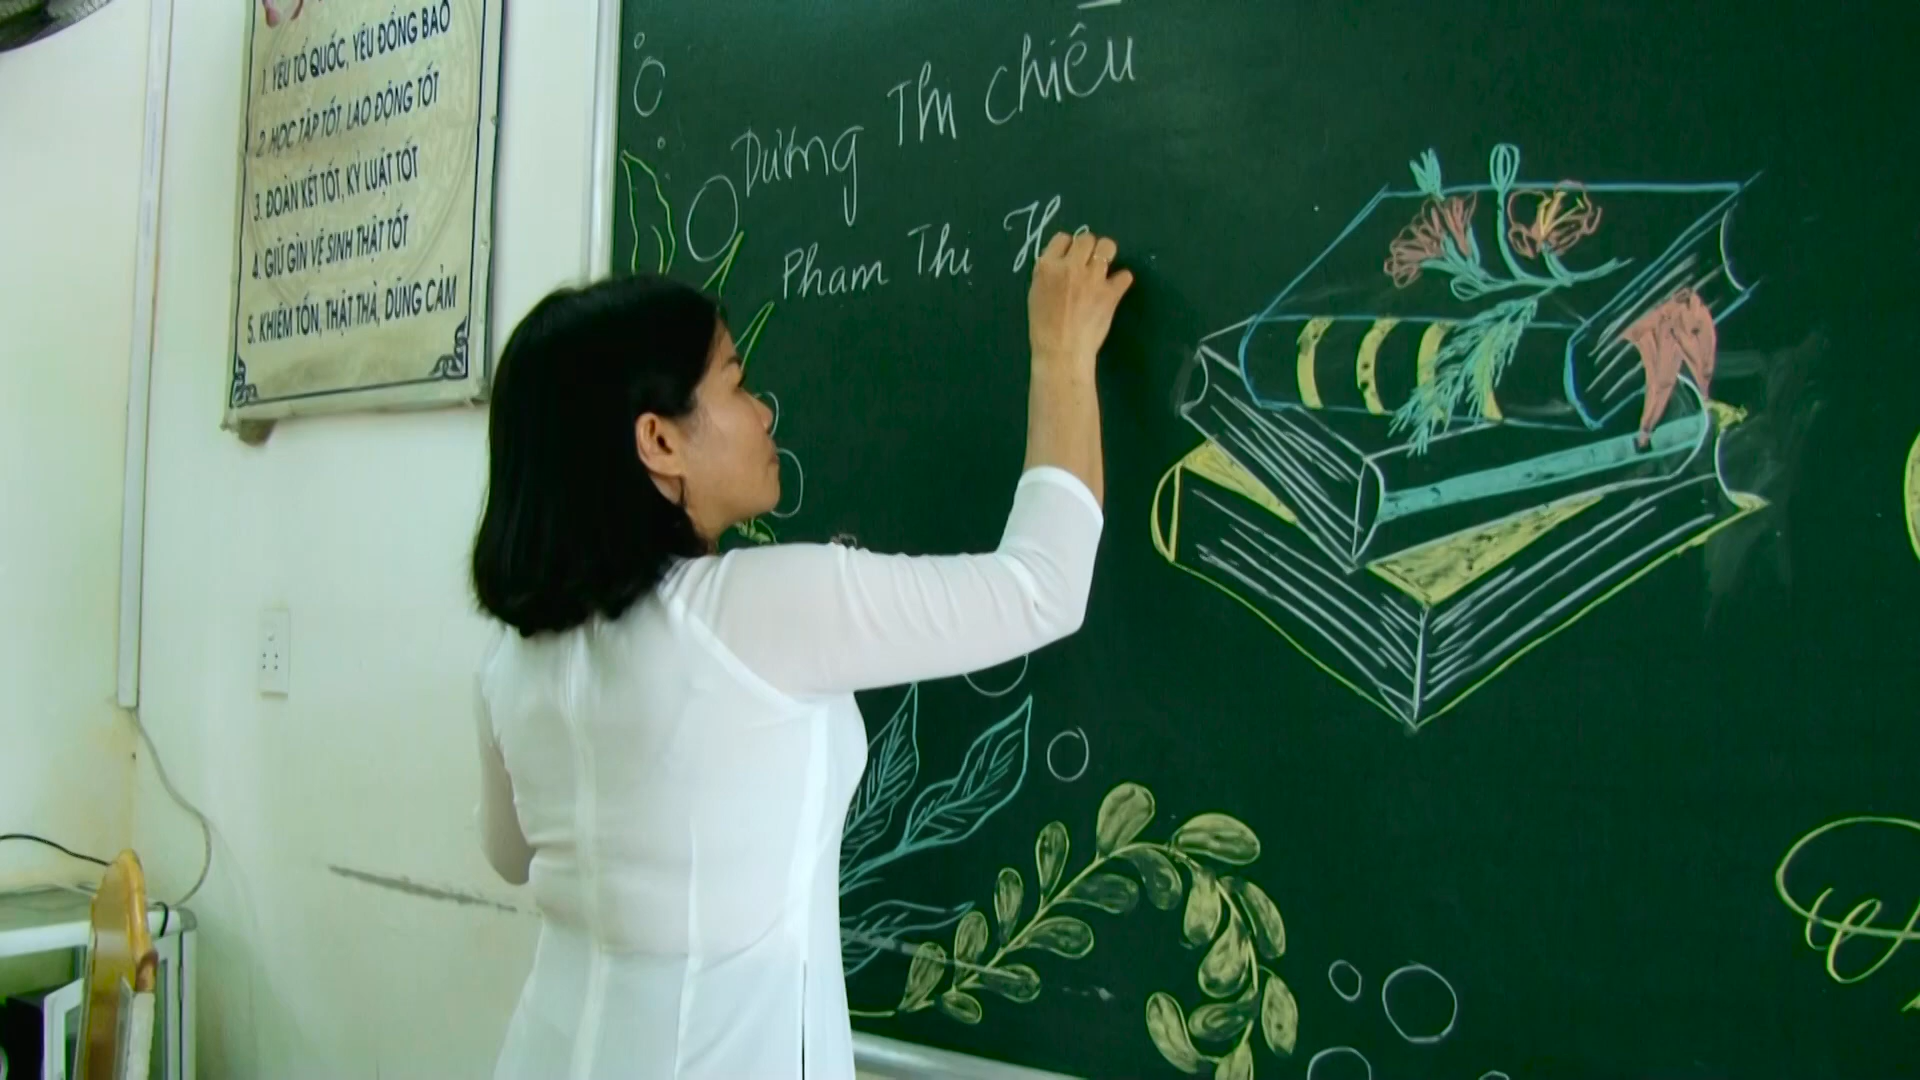 1. YÊU TỔ QUỐC, YÊU ĐỒNG BÀO
2. HỌC TẬP TỐT, LAO ĐỘNG TỐT
3. ĐOÀN KẾT TỐT, KỶ LUẬT TỐT
4. GIỮ GÌN VỆ SINH THẬT TỐT
5. KHIÊM TỐN, THẬT THÀ, DŨNG CẢM
Dương Thị Chiều
Phạm Thị